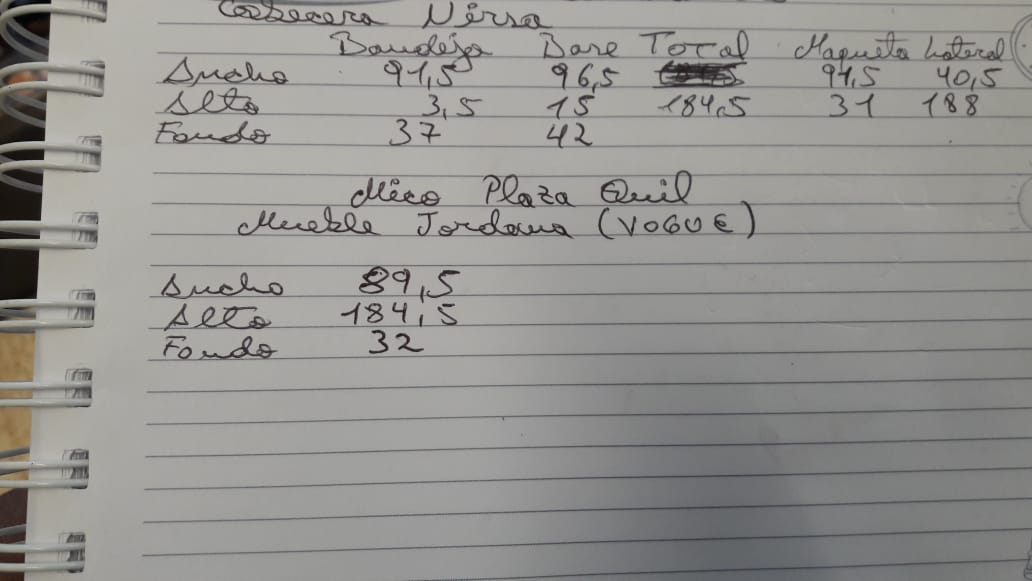 Cabecera Nivsa
Bandeja Base Total Maqueta Lateral
Ancho 91,5 96,5 94,5 40,5
Alto 3,5 15 184,5 31 188
Fondo 37 42
Mico Plaza Quil
Mueble Jordana (VOGUE)
Ancho 89,5
Alto 184,5
Fondo 32